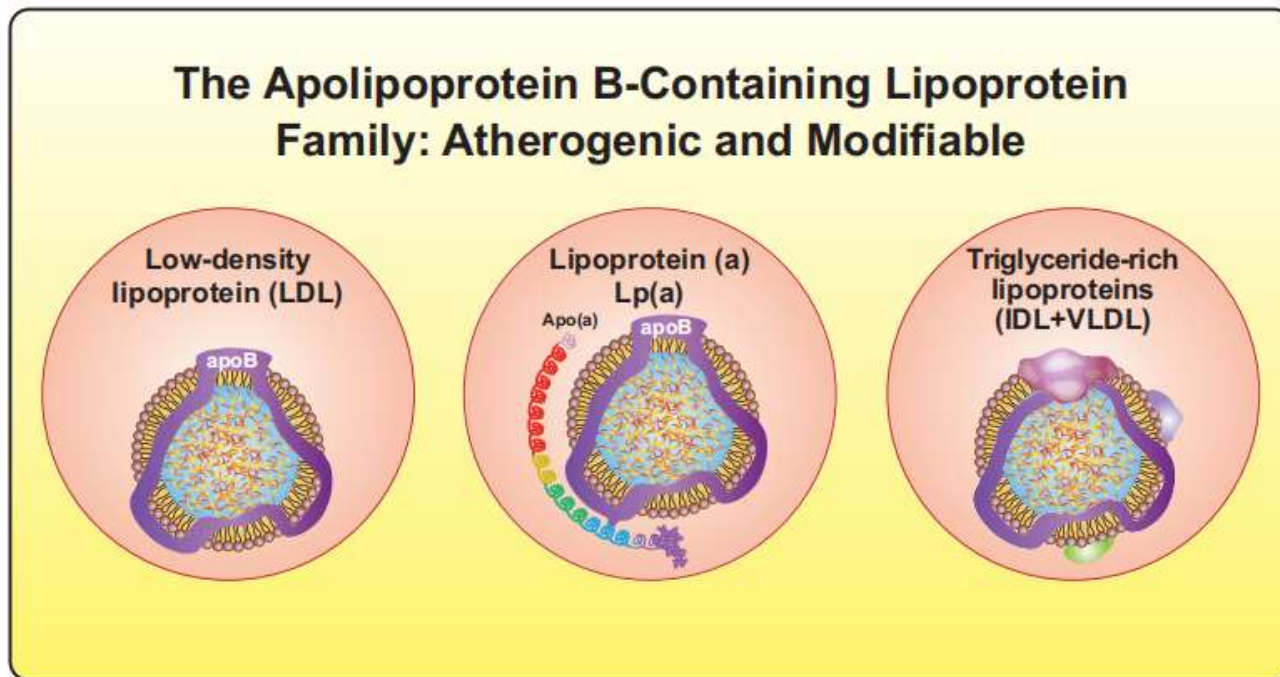 The Apolipoprotein B-Containing Lipoprotein
Family: Atherogenic and Modifiable
Low-density
lipoprotein (LDL)
apoB
Lipoprotein (a)
Lp(a)
Apo(a)
apoB
Triglyceride-rich
lipoproteins
(IDL+VLDL)